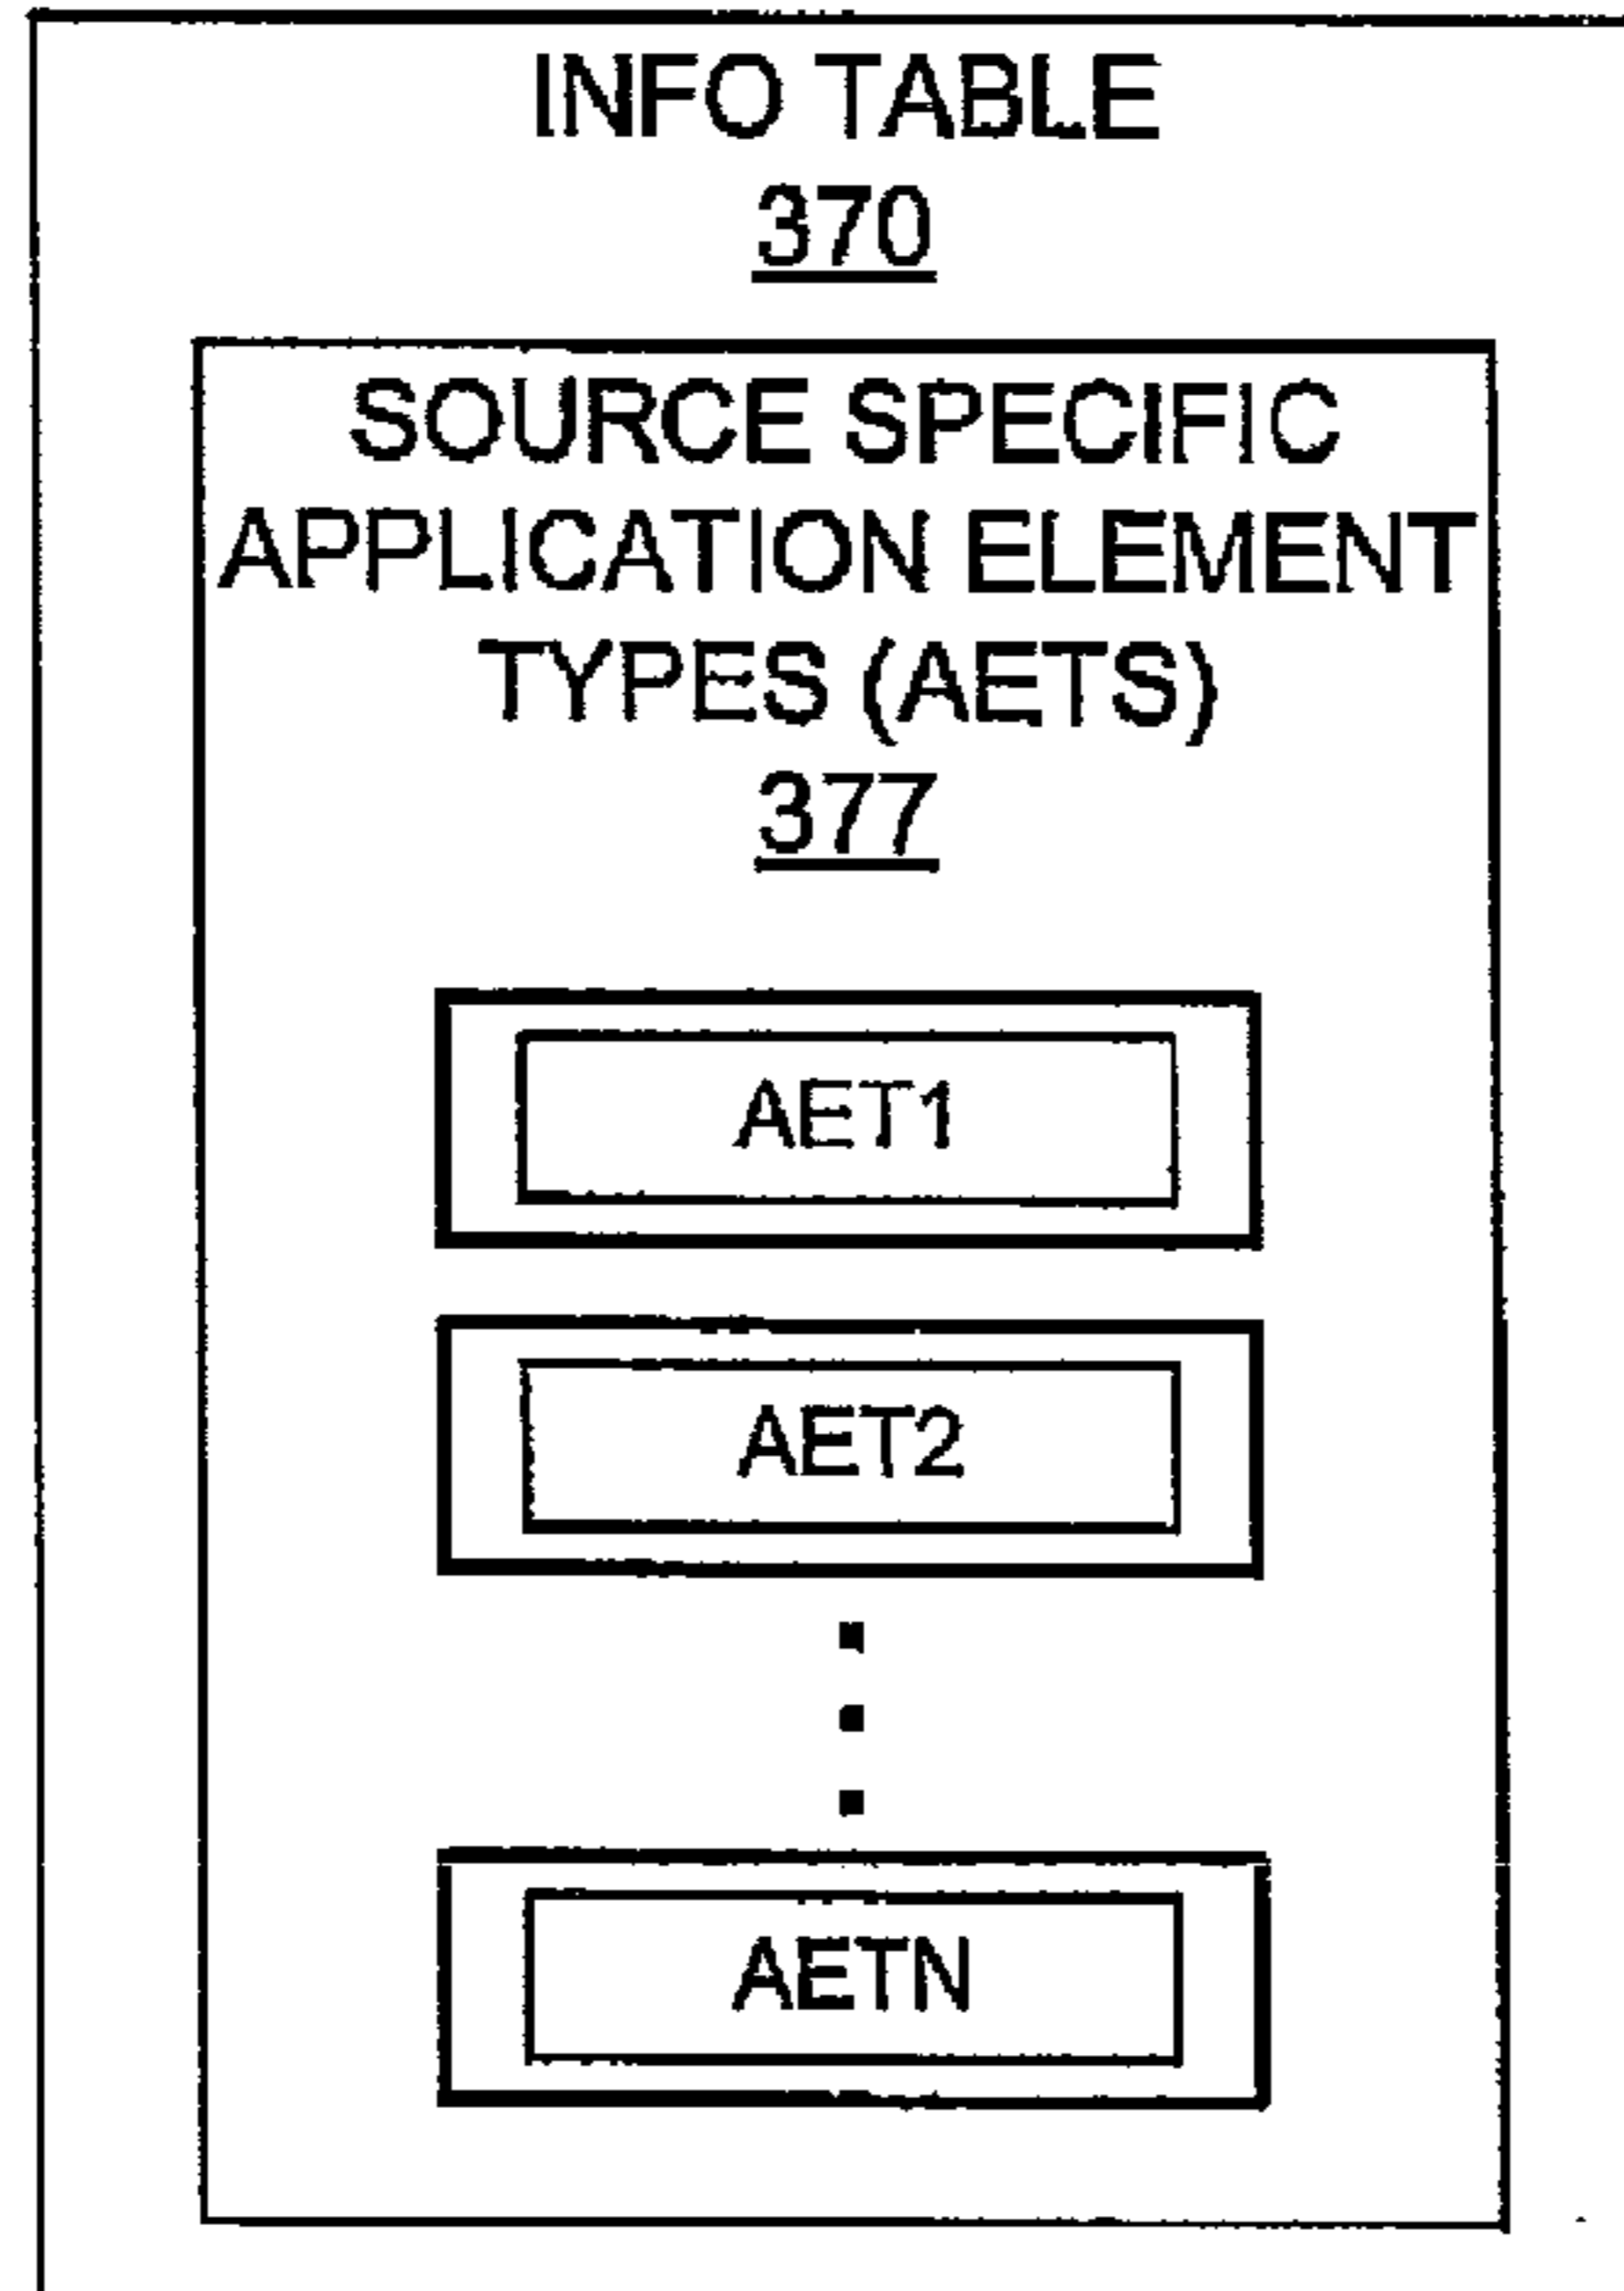 INFO TABLE
370
SOURCE SPECIFIC
APPLICATION ELEMENT
TYPES (AETS)
377
AET1
AET2
AETN